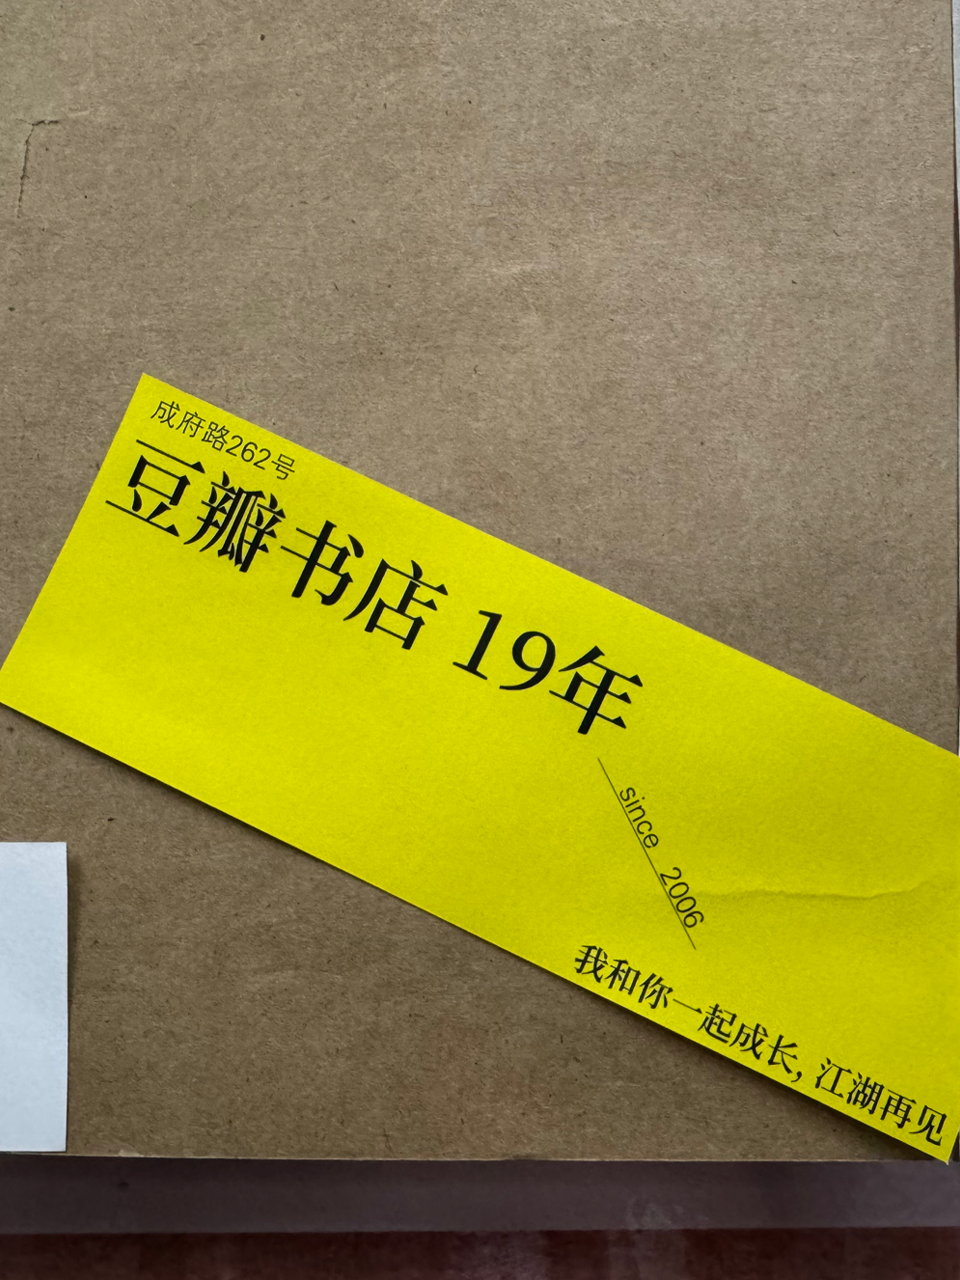 成府路262号
豆瓣书店 19年
since 2006
我和你一起成长, 江湖再见